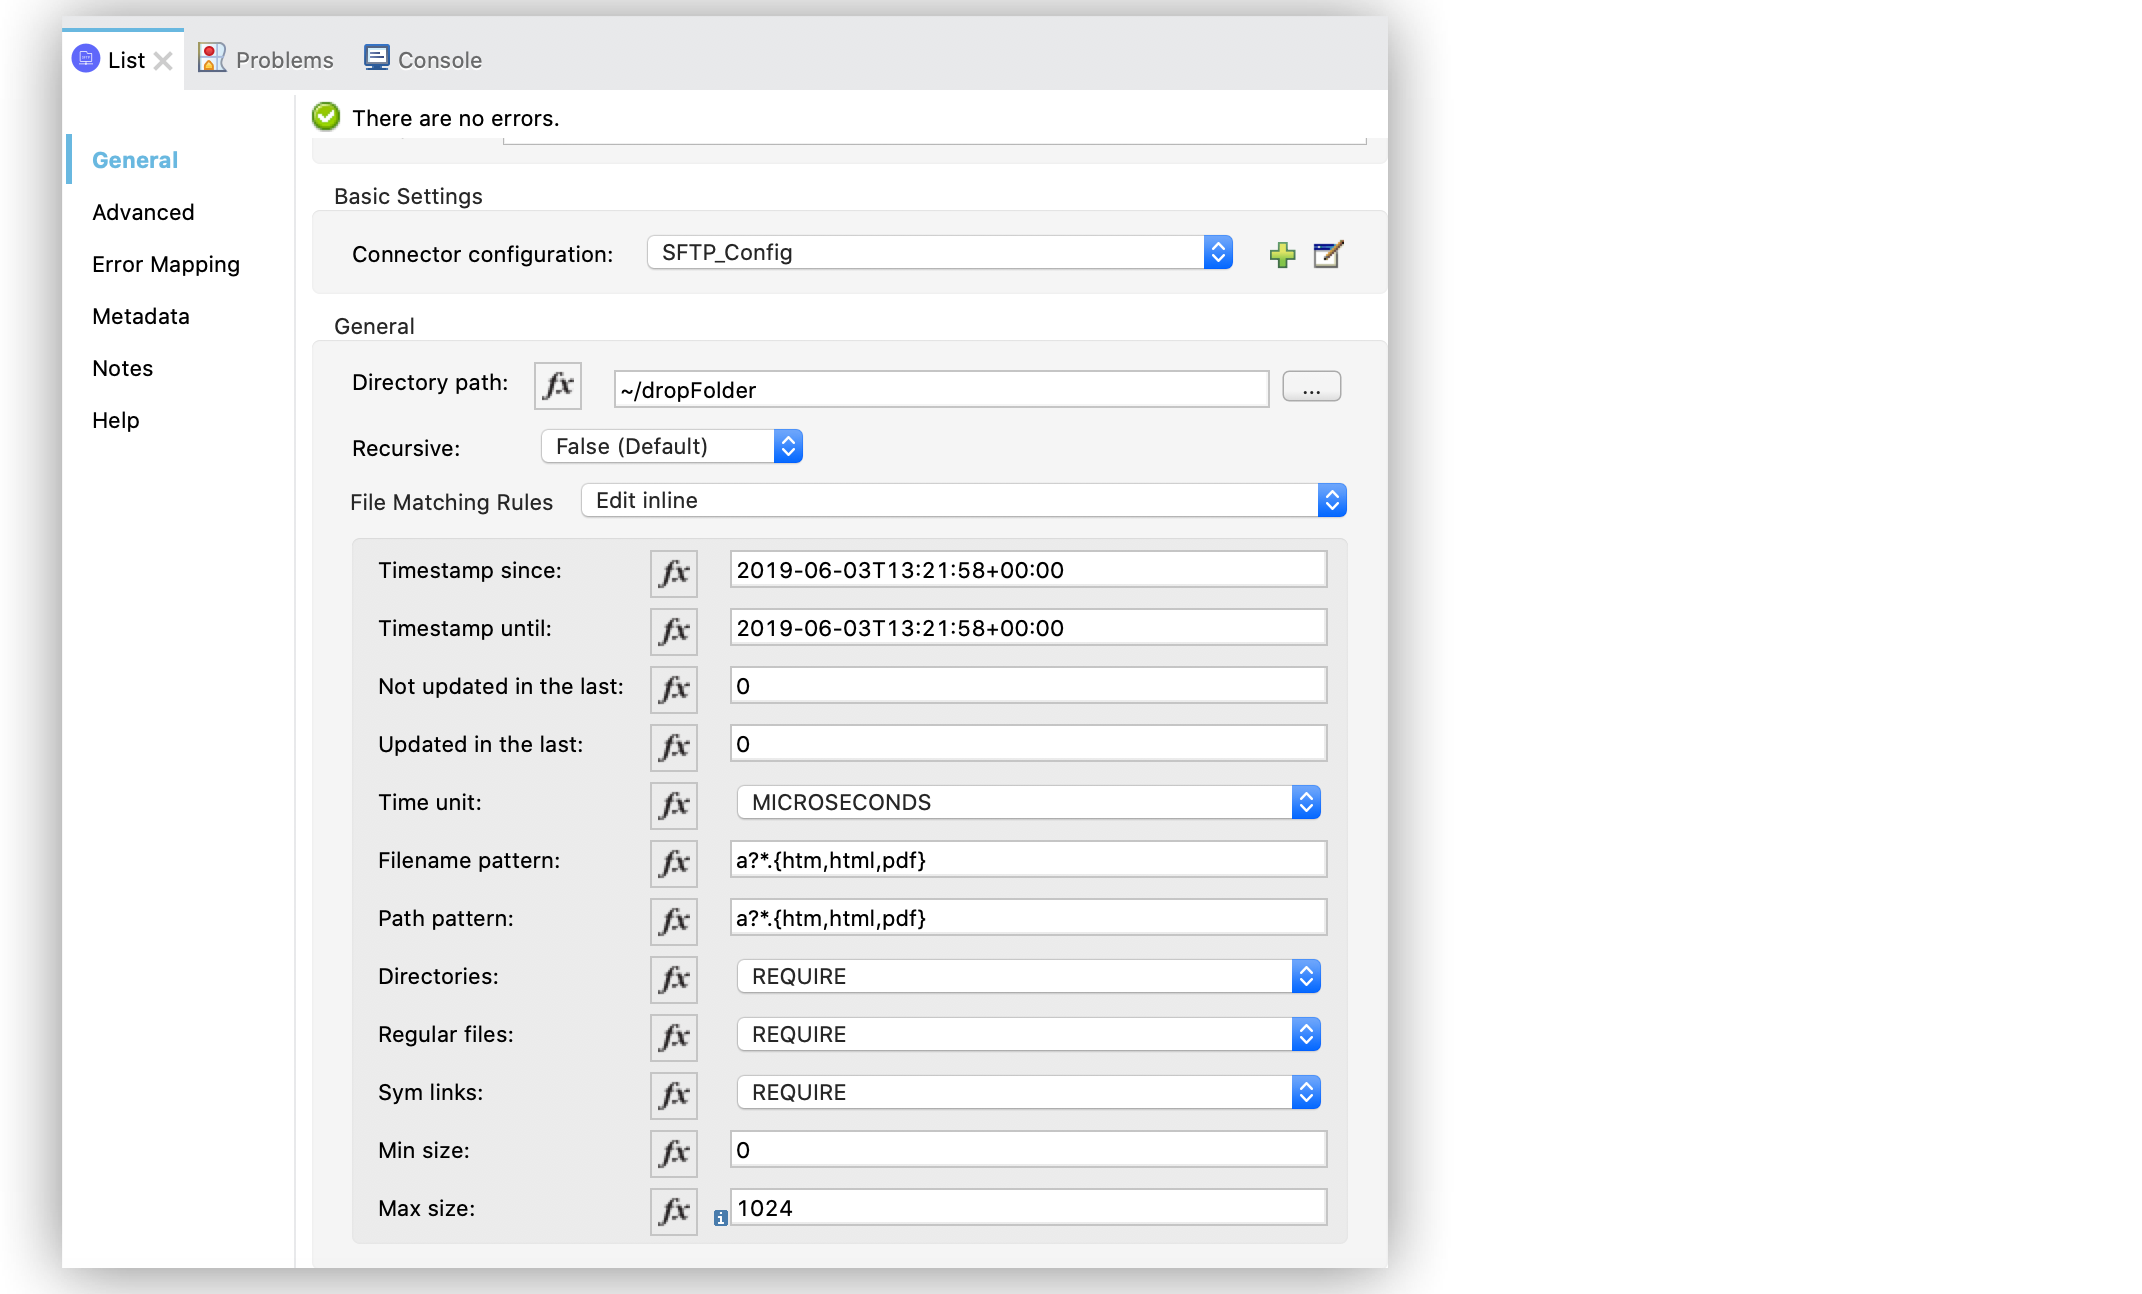 List Problems Console
There are no errors.
General
Advanced
Error Mapping
Metadata
Notes
Help
Basic Settings
Connector configuration: SFTP_Config
General
Directory path: fx ~/dropFolder ...
Recursive: False (Default)
File Matching Rules Edit inline
Timestamp since: fx 2019-06-03T13:21:58+00:00
Timestamp until: fx 2019-06-03T13:21:58+00:00
Not updated in the last: fx 0
Updated in the last: fx 0
Time unit: fx MICROSECONDS
Filename pattern: fx a?*.{htm,html,pdf}
Path pattern: fx a?*.{htm,html,pdf}
Directories: fx REQUIRE
Regular files: fx REQUIRE
Sym links: fx REQUIRE
Min size: fx 0
Max size: fx i 1024